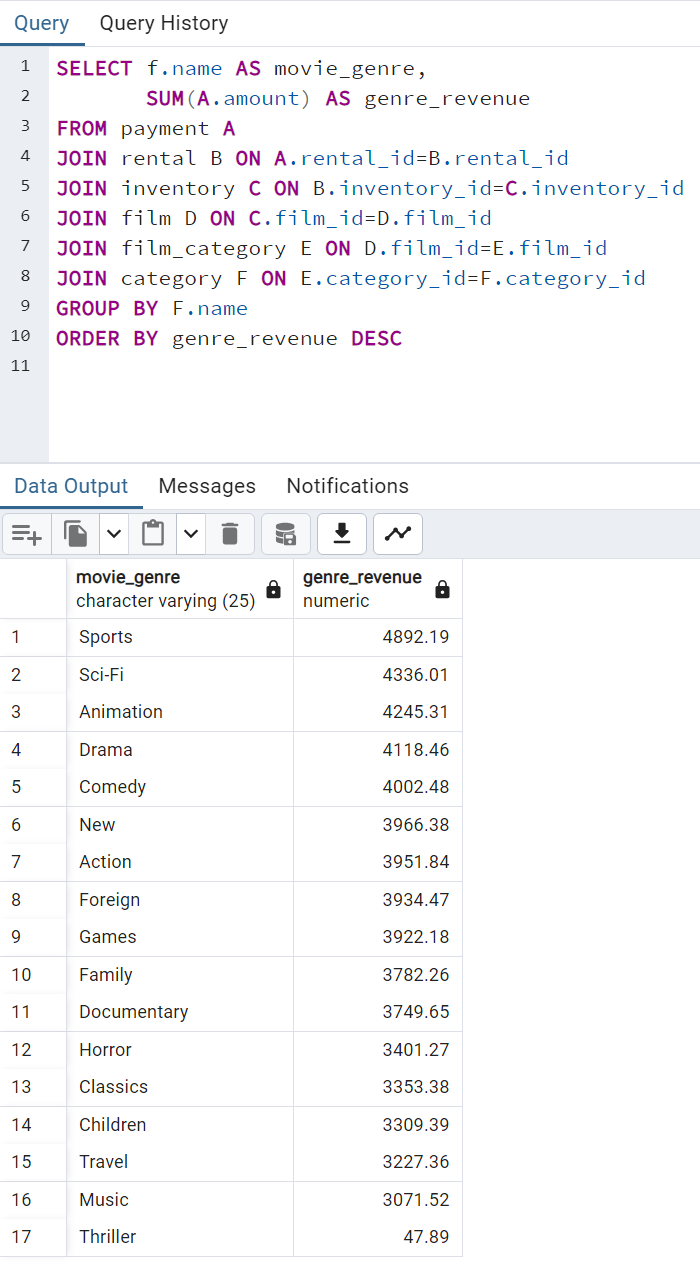 Query Query History
1 SELECT f.name AS movie_genre,
2 SUM(A.amount) AS genre_revenue
3 FROM payment A
4 JOIN rental B ON A.rental_id=B.rental_id
5 JOIN inventory C ON B.inventory_id=C.inventory_id
6 JOIN film D ON C.film_id=D.film_id
7 JOIN film_category E ON D.film_id=E.film_id
8 JOIN category F ON E.category_id=F.category_id
9 GROUP BY F.name
10 ORDER BY genre_revenue DESC
11
Data Output Messages Notifications
movie_genre genre_revenue
character varying (25) numeric
1 Sports 4892.19
2 Sci-Fi 4336.01
3 Animation 4245.31
4 Drama 4118.46
5 Comedy 4002.48
6 New 3966.38
7 Action 3951.84
8 Foreign 3934.47
9 Games 3922.18
10 Family 3782.26
11 Documentary 3749.65
12 Horror 3401.27
13 Classics 3353.38
14 Children 3309.39
15 Travel 3227.36
16 Music 3071.52
17 Thriller 47.89